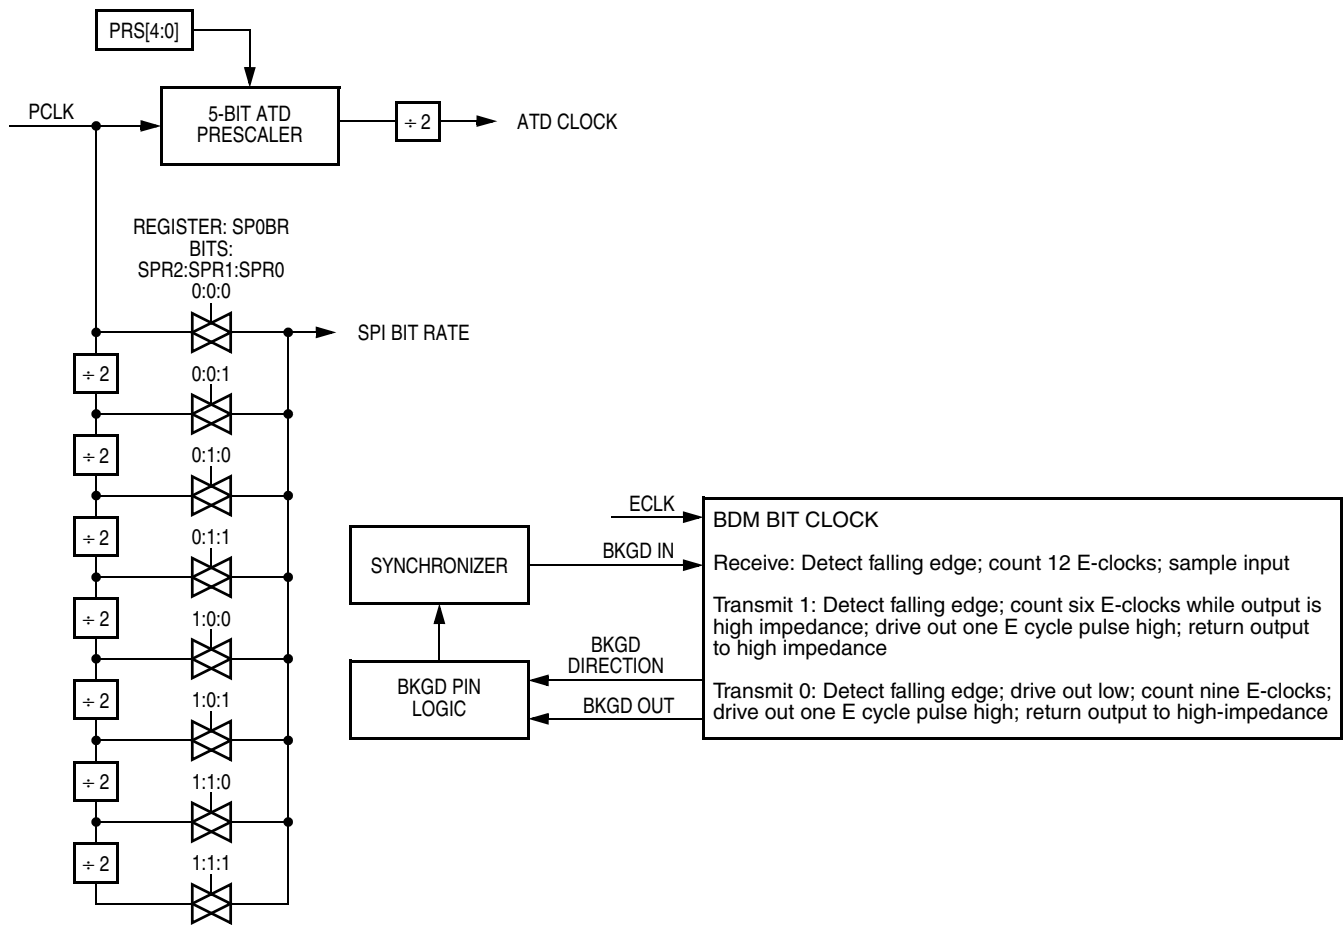 PRS[4:0]
PCLK
5-BIT ATD
PRESCALER
÷ 2
ATD CLOCK
REGISTER: SP0BR
BITS:
SPR2:SPR1:SPR0
0:0:0
SPI BIT RATE
÷ 2
0:0:1
÷ 2
0:1:0
÷ 2
0:1:1
÷ 2
1:0:0
÷ 2
1:0:1
÷ 2
1:1:0
÷ 2
1:1:1
SYNCHRONIZER
BKGD PIN
LOGIC
ECLK
BKGD IN
BKGD
DIRECTION
BKGD OUT
BDM BIT CLOCK
Receive: Detect falling edge; count 12 E-clocks; sample input
Transmit 1: Detect falling edge; count six E-clocks while output is
high impedance; drive out one E cycle pulse high; return output
to high impedance
Transmit 0: Detect falling edge; drive out low; count nine E-clocks;
drive out one E cycle pulse high; return output to high-impedance